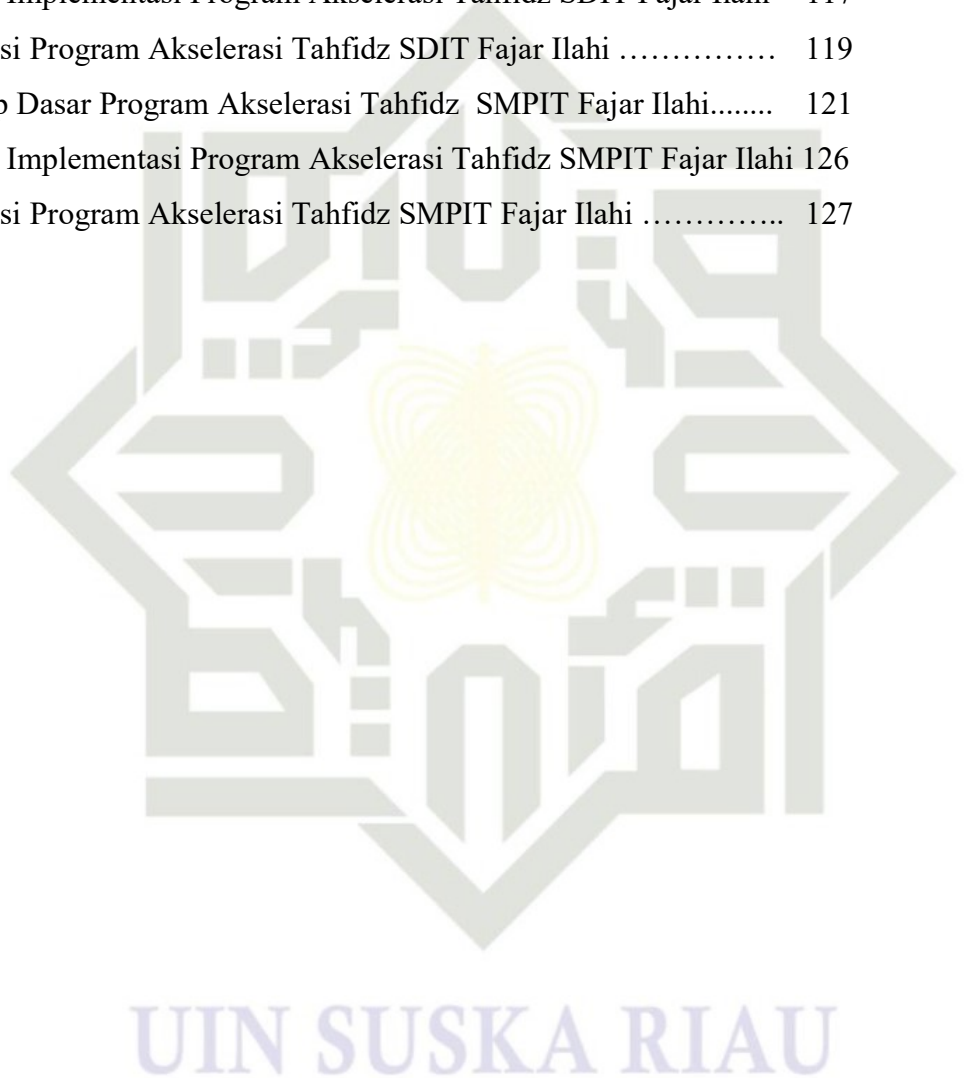 Implementasi Program Akselerasi Tahfidz SDIT Fajar Ilahi 117
si Program Akselerasi Tahfidz SDIT Fajar Ilahi …………… 119
p Dasar Program Akselerasi Tahfidz SMPIT Fajar Ilahi........ 121
Implementasi Program Akselerasi Tahfidz SMPIT Fajar Ilahi 126
si Program Akselerasi Tahfidz SMPIT Fajar Ilahi ………….. 127
UIN SUSKA RIAU